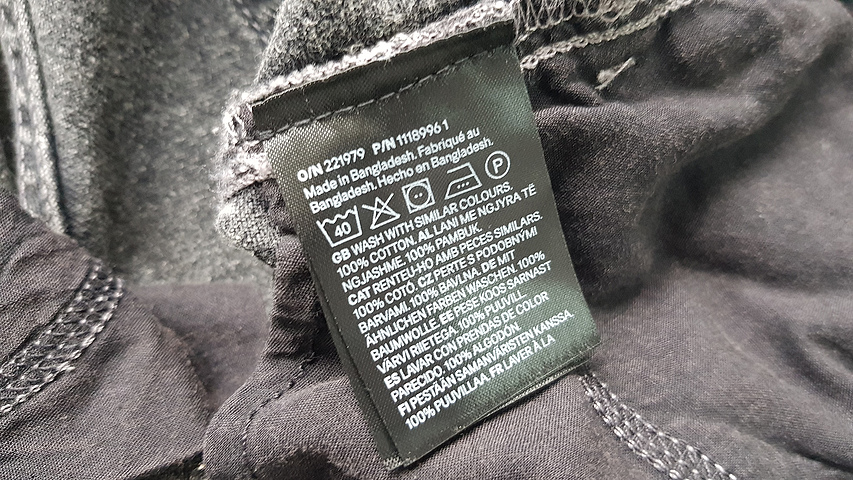 O/N 221979 P/N 1118996 1
Made in Bangladesh. Fabriqué au
Bangladesh. Hecho en Bangladesh.
40 P
GB WASH WITH SIMILAR COLOURS.
100% COTTON. AL LANI ME NGJYRA TË
NGJASHME. 100% PAMBUK.
CAT RENTEU-HO AMB PECES SIMILARS.
100% COTÓ. CZ PERTE S PODOBNÝMI
BARVAMI. 100% BAVLNA. DE MIT
ÄHNLICHEN FARBEN WASCHEN. 100%
BAUMWOLLE. EE PESE KOOS SARNAST
VÄRVI RIIETEGA. 100% PUUVILL
ES LAVAR CON PRENDAS DE COLOR
PARECIDO. 100% ALGODÓN.
FI PESTÄÄN SAMANVÄRISTEN KANSSA.
100% PUUVILLAA. FR LAVER À LA